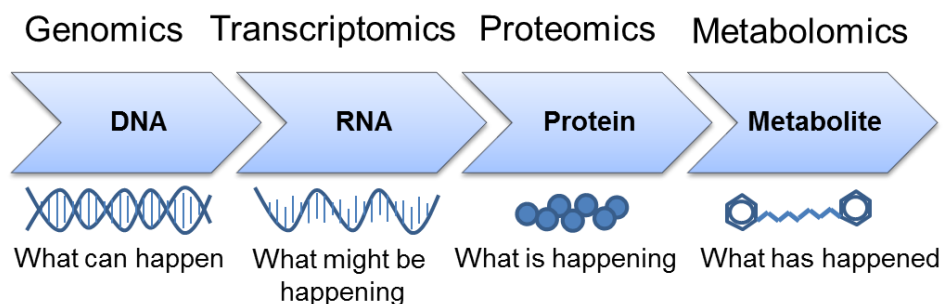 Genomics Transcriptomics Proteomics Metabolomics
DNA RNA Protein Metabolite
What can happen What might be happening What is happening What has happened